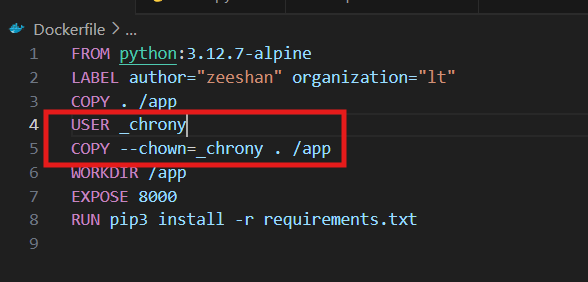 Dockerfile > ...
1 FROM python:3.12.7-alpine
2 LABEL author="zeeshan" organization="lt"
3 COPY . /app
4 USER _chrony
5 COPY --chown=_chrony . /app
6 WORKDIR /app
7 EXPOSE 8000
8 RUN pip3 install -r requirements.txt
9